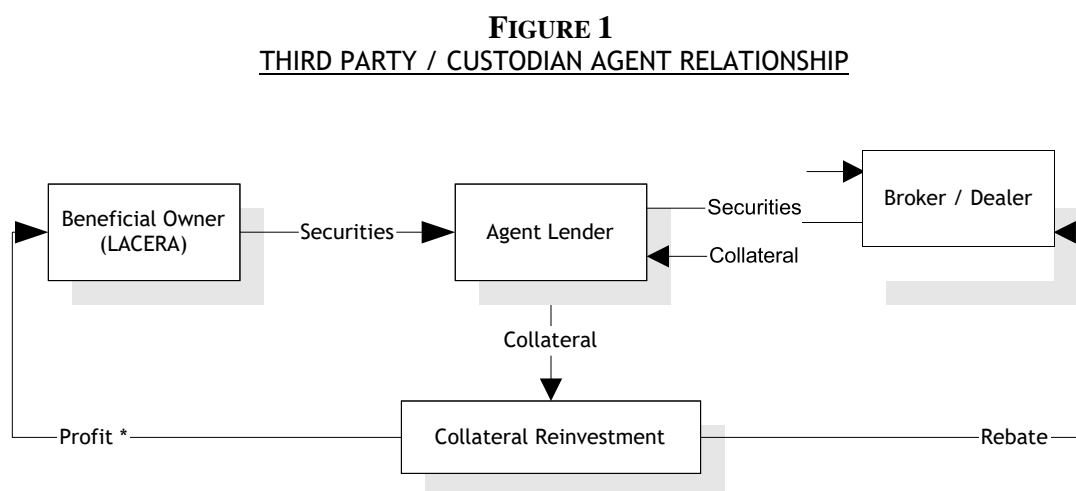 FIGURE 1
THIRD PARTY / CUSTODIAN AGENT RELATIONSHIP
Beneficial Owner
(LACERA)
Securities
Agent Lender
Securities
Collateral
Broker / Dealer
Collateral
Profit *
Collateral Reinvestment
Rebate